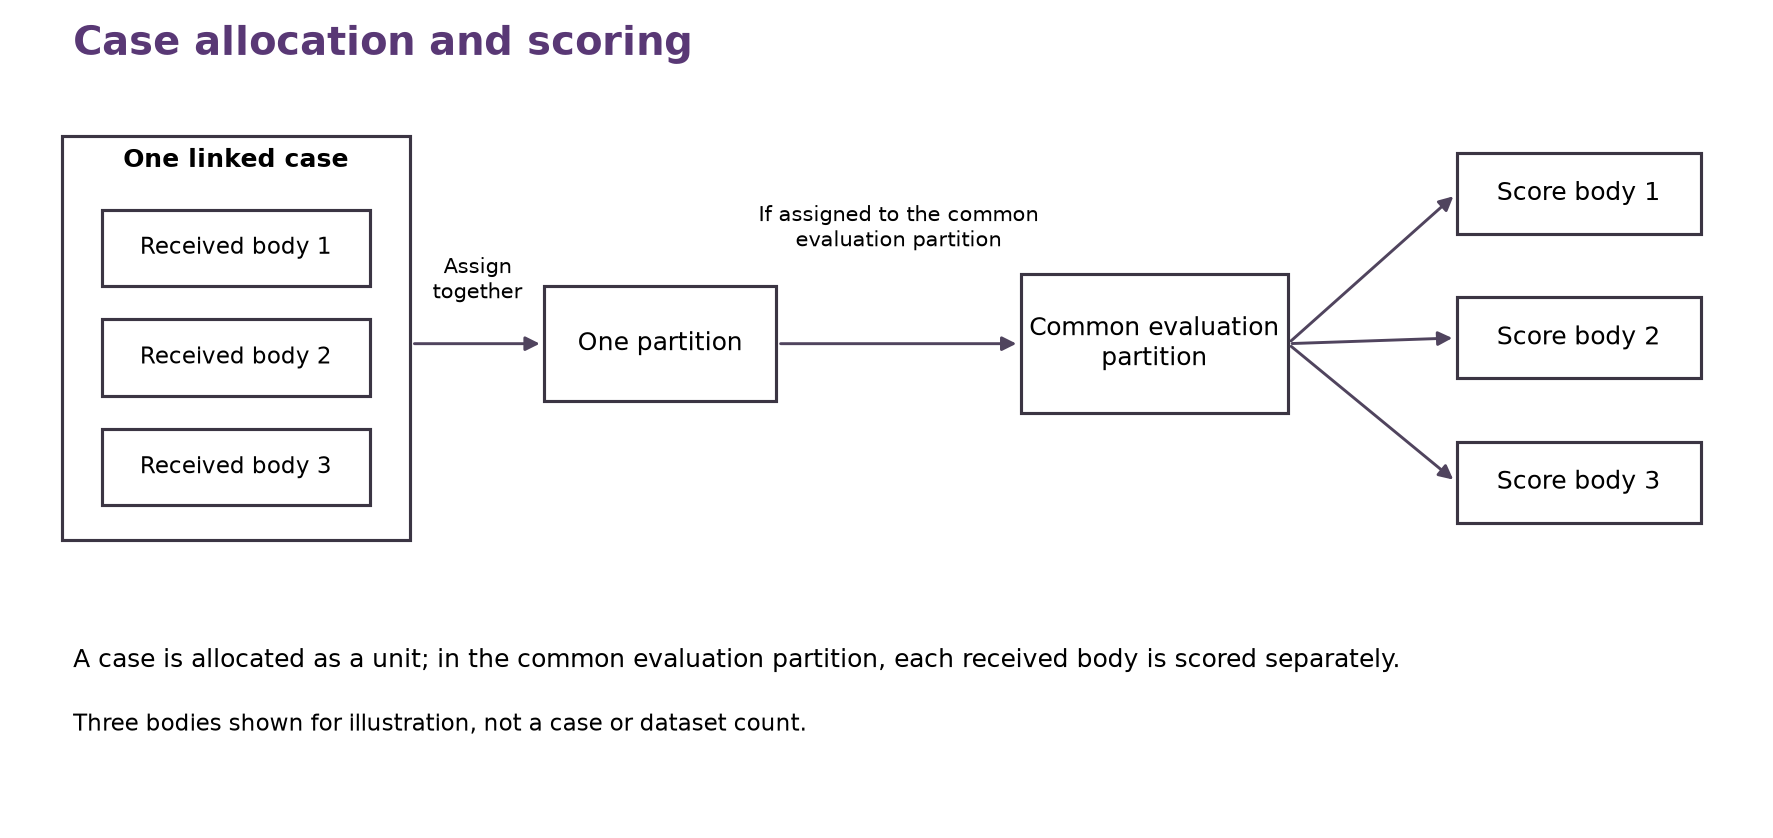 Case allocation and scoring
One linked case
Received body 1
Received body 2
Received body 3
Assign
together
One partition
If assigned to the common
evaluation partition
Common evaluation
partition
Score body 1
Score body 2
Score body 3
A case is allocated as a unit; in the common evaluation partition, each received body is scored separately.
Three bodies shown for illustration, not a case or dataset count.